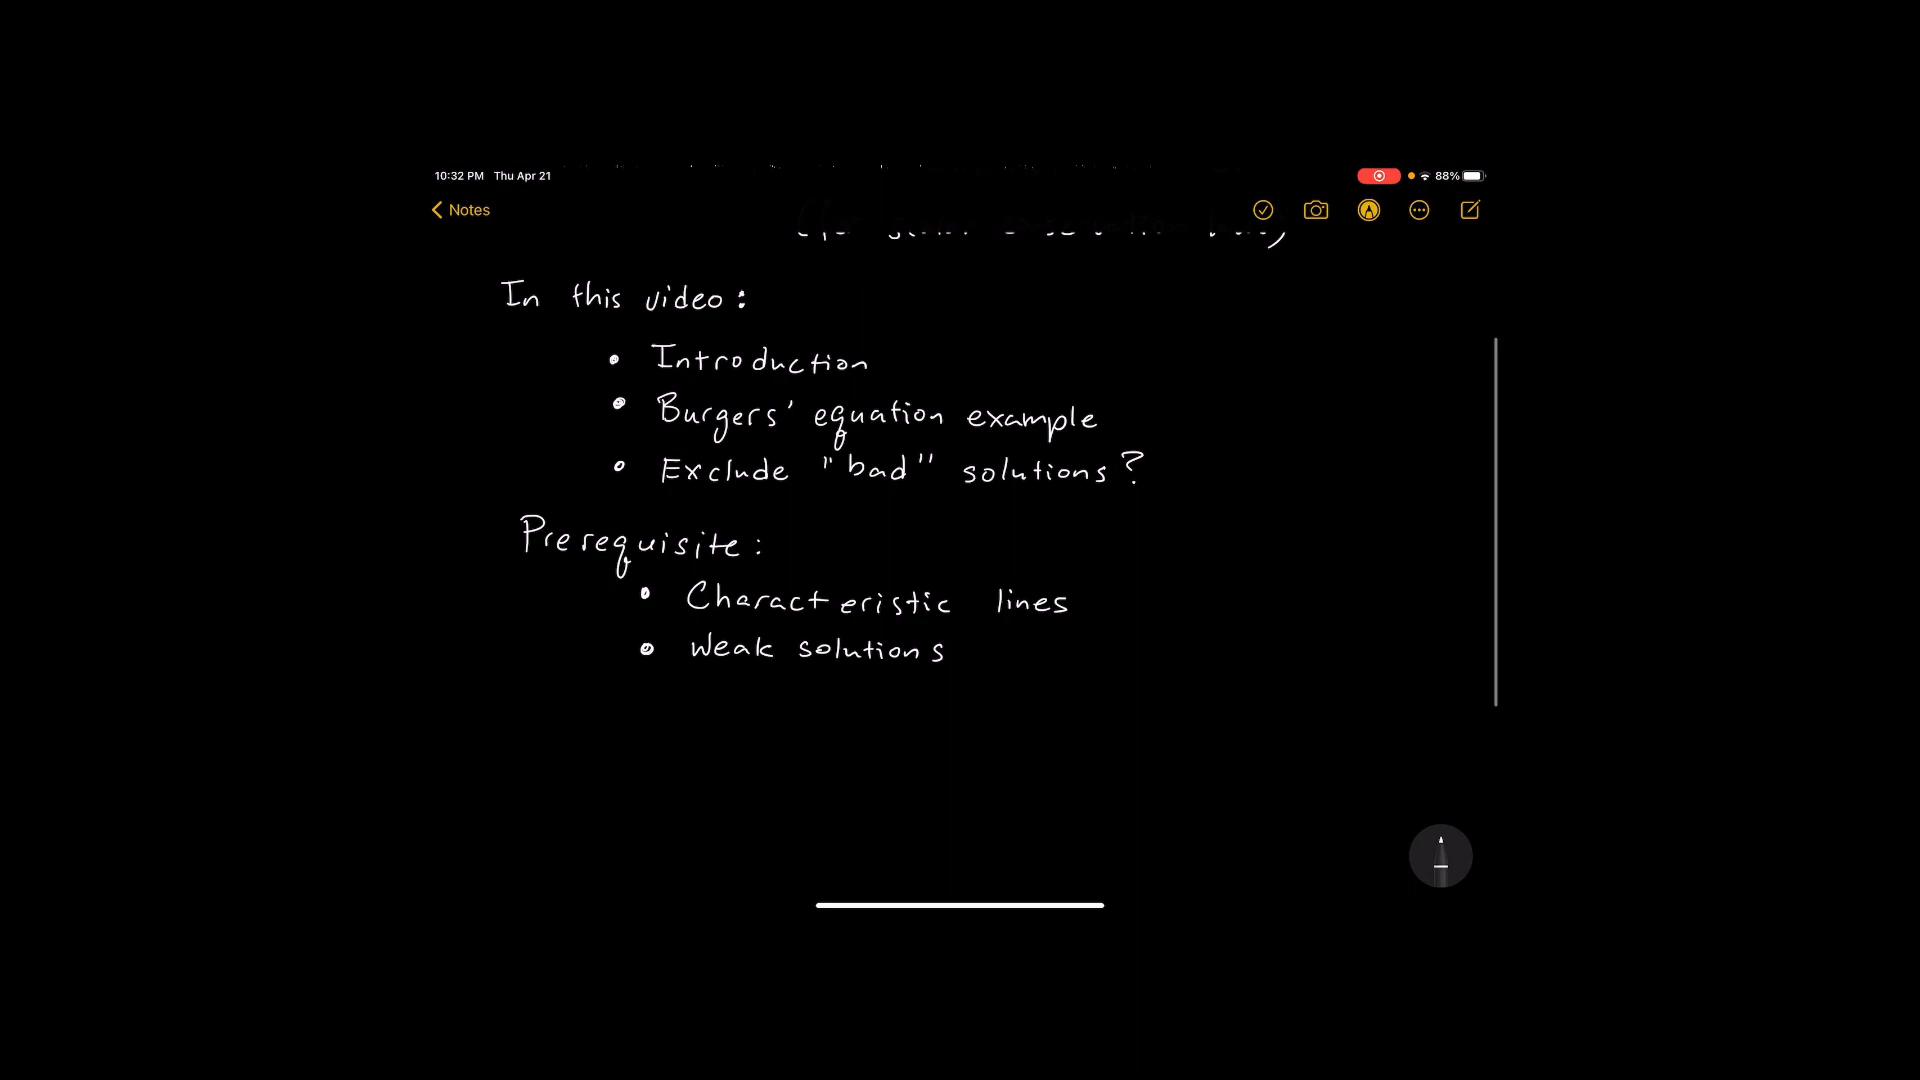 10:32 PM Thu Apr 21
88%
Notes
In this video:
• Introduction
• Burgers' equation example
• Exclude "bad" solutions?
Prerequisite:
• Characteristic lines
• Weak solutions